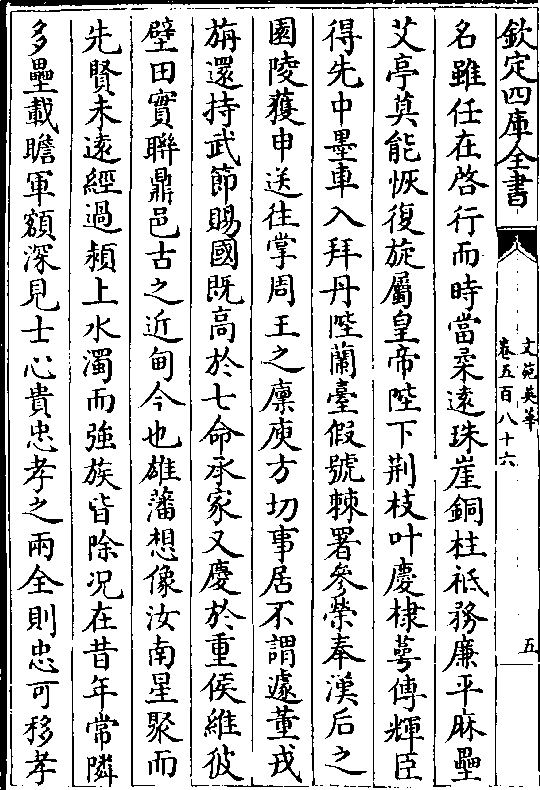 欽定四庫全書
文苑英華
卷五百八十六
五
名雖任在啓行而時當柔遠珠崖銅柱祗務廉平麻壘
艾亭莫能恢復旋屬皇帝陛下荆枝叶慶棣萼傳輝臣
得先中墨車入拜丹陛蘭臺假號棘署參榮奉漢后之
園陵獲申送往掌周王之廩庾方切事居不謂遽董戎
旃還持武節賜國既高於七命承家又慶於重侯維彼
壁田實聯鼎邑古之近甸今也雄藩想像汝南星聚而
先賢未逺經過頴上水濁而強族皆除况在昔年常隣
多壘載瞻軍額深見士心貴忠孝之兩全則忠可移孝